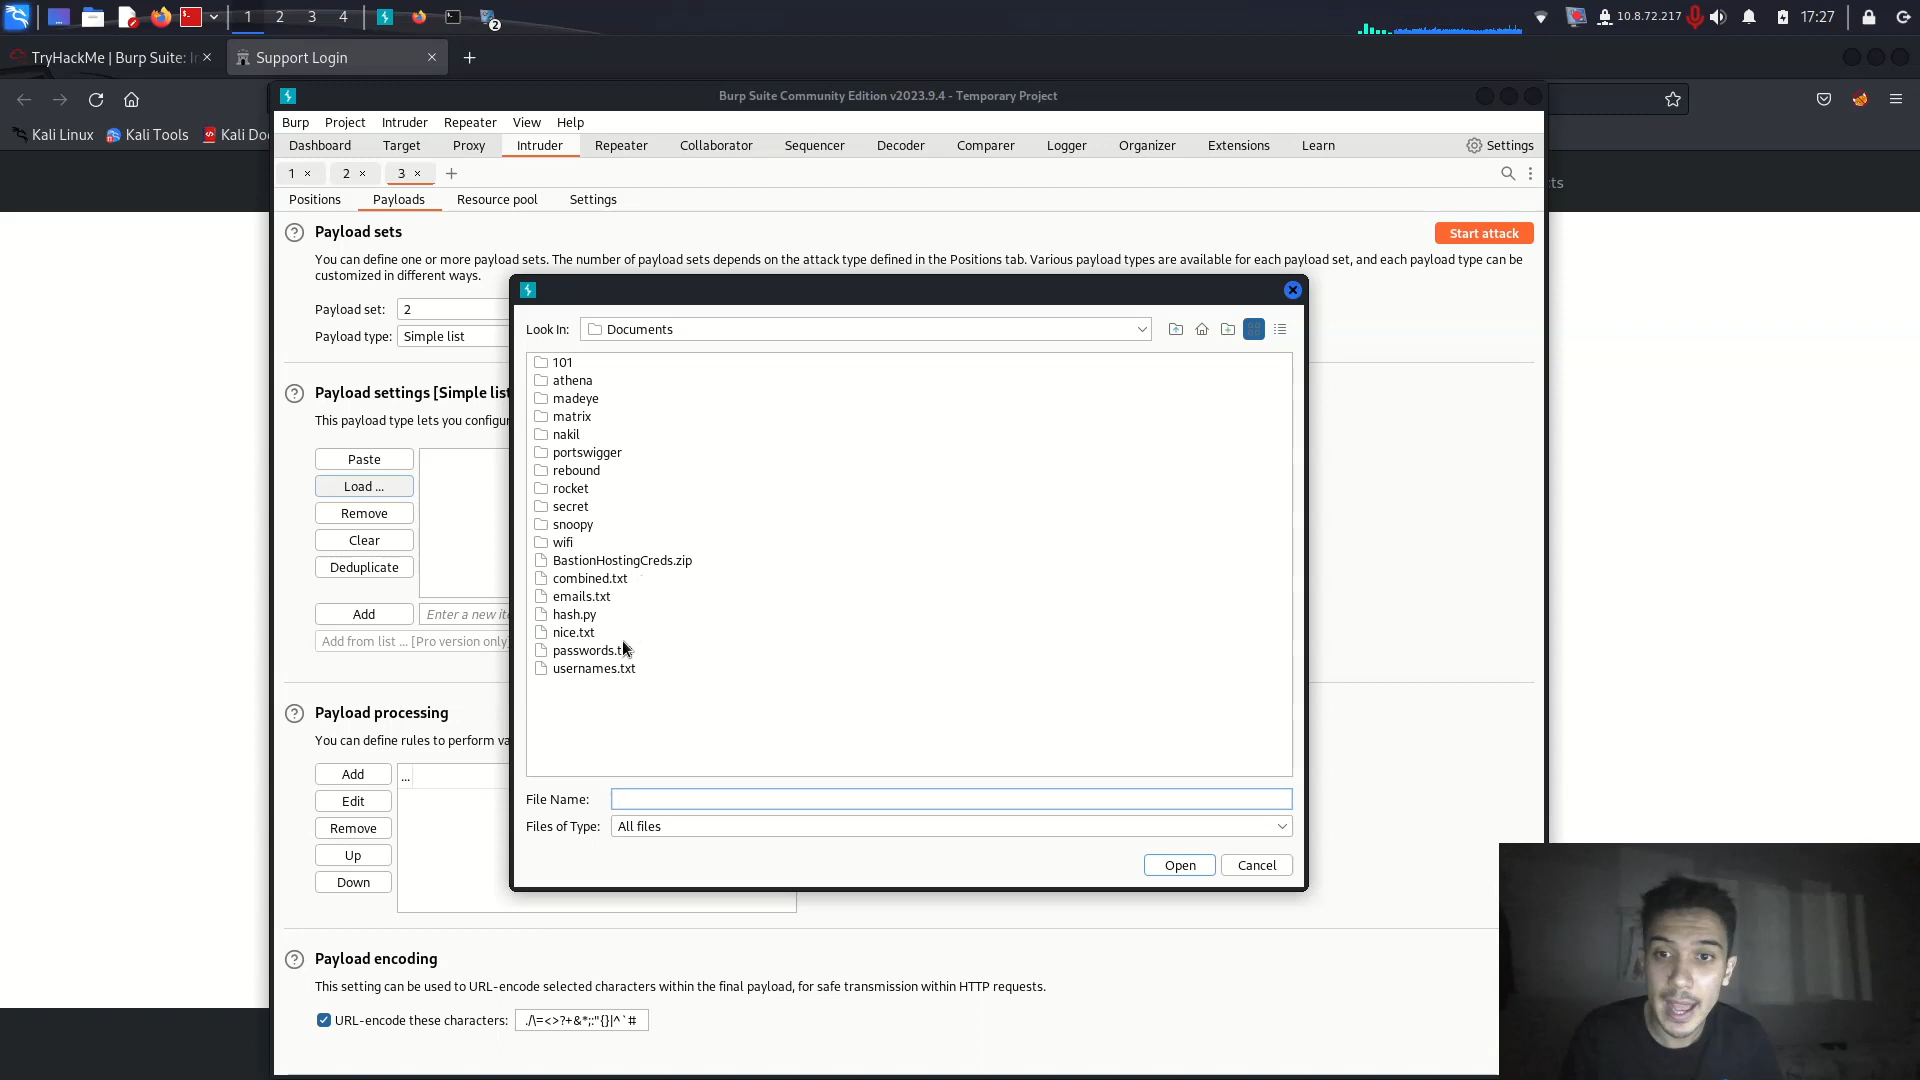 1 2 3 4 2 10.8.72.217 17:27
TryHackMe | Burp Suite: I
Support Login
Burp Suite Community Edition v2023.9.4 - Temporary Project
Kali Linux Kali Tools Kali Do
Burp Project Intruder Repeater View Help
Dashboard Target Proxy Intruder Repeater Collaborator Sequencer Decoder Comparer Logger Organizer Extensions Learn Settings
1 × 2 × 3 × +
ts
Positions Payloads Resource pool Settings
Payload sets
Start attack
You can define one or more payload sets. The number of payload sets depends on the attack type defined in the Positions tab. Various payload types are available for each payload set, and each payload type can be
customized in different ways.
Payload set: 2
Payload type: Simple list
Payload settings [Simple list
This payload type lets you configu
Paste
Load ...
Remove
Clear
Deduplicate
Add
Enter a new ite
Add from list ... [Pro version only]
Payload processing
You can define rules to perform va
Add
...
Edit
Remove
Up
Down
Payload encoding
This setting can be used to URL-encode selected characters within the final payload, for safe transmission within HTTP requests.
URL-encode these characters: ./\=<>?+&*;:"{}|^`#
Look In: Documents
101
athena
madeye
matrix
nakil
portswigger
rebound
rocket
secret
snoopy
wifi
BastionHostingCreds.zip
combined.txt
emails.txt
hash.py
nice.txt
passwords.t
usernames.txt
File Name:
Files of Type: All files
Open Cancel